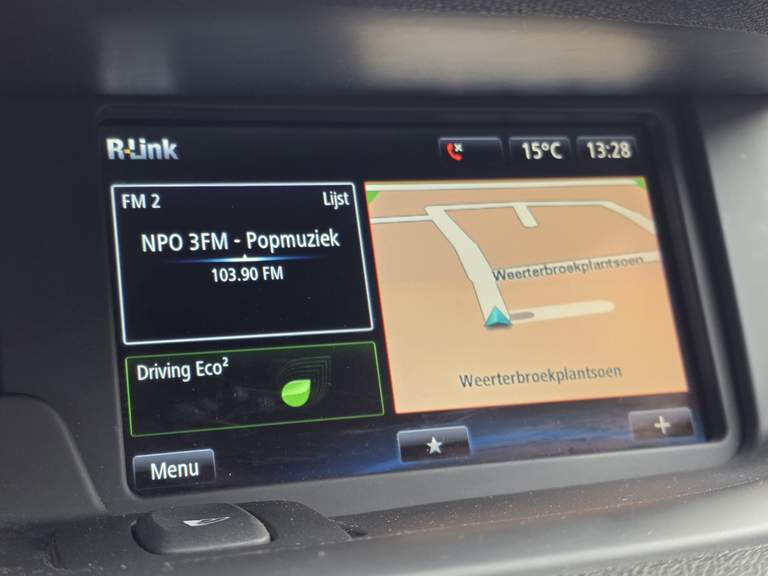 R-Link
15°C
13:28
FM 2
Lijst
NPO 3FM - Popmuziek
103.90 FM
Weerterbroekplantsoen...
Driving Eco²
Weerterbroekplantsoen
Menu